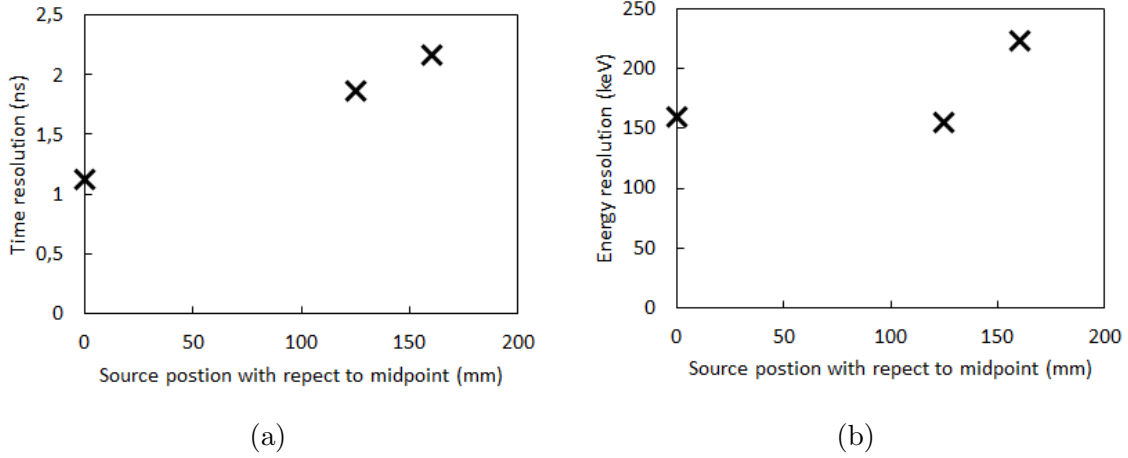 2,5
2
1,5
1
0,5
0
Time resolution (ns)
0 50 100 150 200
Source postion with repect to midpoint (mm)
(a)
250
200
150
100
50
0
Energy resolution (keV)
0 50 100 150 200
Source postion with repect to midpoint (mm)
(b)